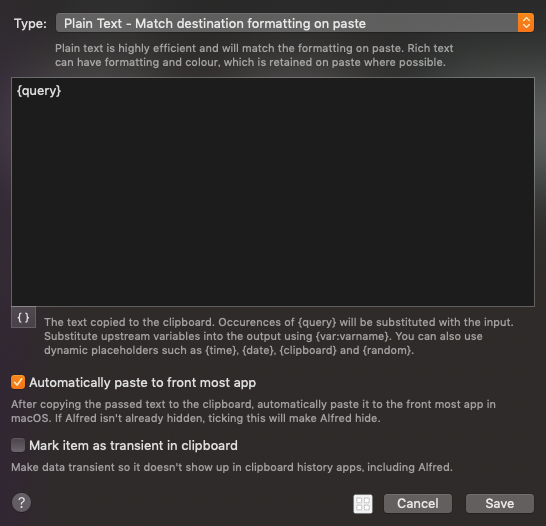 Type: Plain Text - Match destination formatting on paste
Plain text is highly efficient and will match the formatting on paste. Rich text
can have formatting and colour, which is retained on paste where possible.
{query}
{ }
The text copied to the clipboard. Occurences of {query} will be substituted with the input.
Substitute upstream variables into the output using {var:varname}. You can also use
dynamic placeholders such as {time}, {date}, {clipboard} and {random}.
Automatically paste to front most app
After copying the passed text to the clipboard, automatically paste it to the front most app in
macOS. If Alfred isn't already hidden, ticking this will make Alfred hide.
Mark item as transient in clipboard
Make data transient so it doesn't show up in clipboard history apps, including Alfred.
? Cancel Save